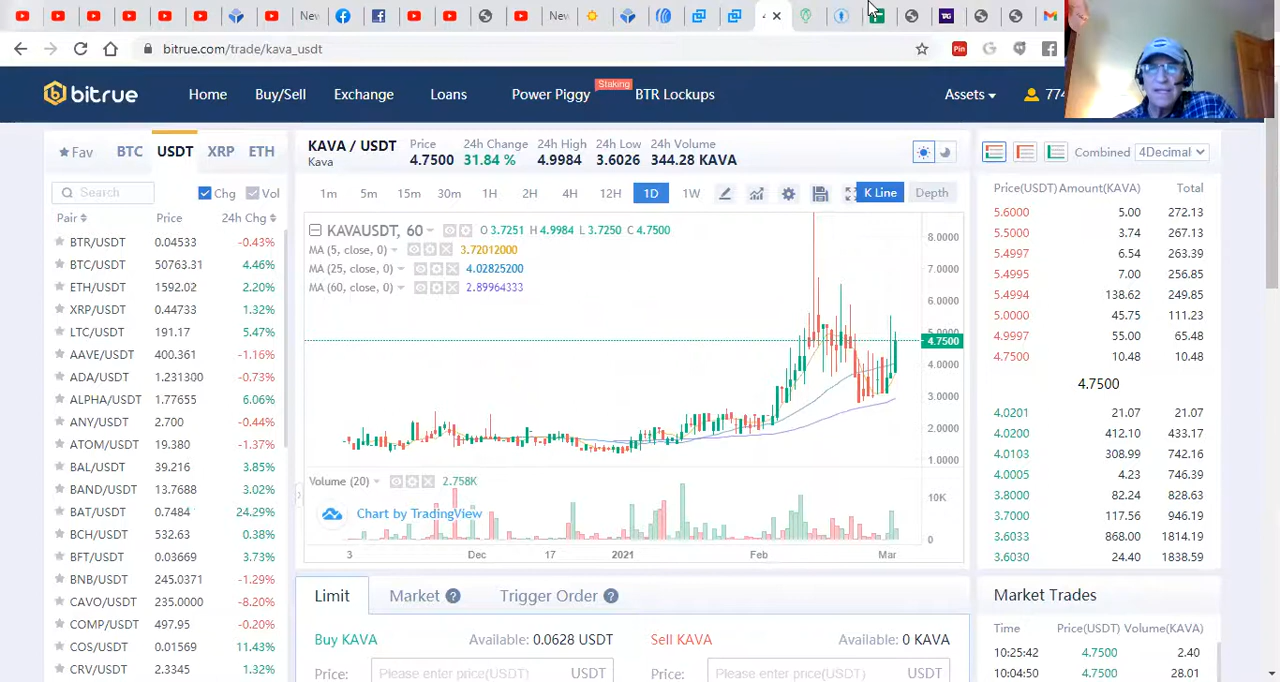 New
New
4
TAG
bitrue.com/trade/kava_usdt
Pin
bitrue
Home Buy/Sell Exchange Loans Power Piggy Staking BTR Lockups Assets 774
Fav BTC USDT XRP ETH
Search Chg Vol
Pair Price 24h Chg
BTR/USDT 0.04533 -0.43%
BTC/USDT 50763.31 4.46%
ETH/USDT 1592.02 2.20%
XRP/USDT 0.44733 1.32%
LTC/USDT 191.17 5.47%
AAVE/USDT 400.361 -1.16%
ADA/USDT 1.231300 -0.73%
ALPHA/USDT 1.77655 6.06%
ANY/USDT 2.700 -0.44%
ATOM/USDT 19.380 -1.37%
BAL/USDT 39.216 3.85%
BAND/USDT 13.7688 3.02%
BAT/USDT 0.7484 24.29%
BCH/USDT 532.63 0.38%
BFT/USDT 0.03669 3.73%
BNB/USDT 245.0371 -1.29%
CAVO/USDT 235.0000 -8.20%
COMP/USDT 497.95 -0.20%
COS/USDT 0.01569 11.43%
CRV/USDT 2.3345 1.32%
KAVA / USDT Price 24h Change 24h High 24h Low 24h Volume
Kava 4.7500 31.84 % 4.9984 3.6026 344.28 KAVA
1m 5m 15m 30m 1H 2H 4H 12H 1D 1W K Line Depth
KAVAUSDT, 60 O 3.7251 H 4.9984 L 3.7250 C 4.7500
MA (5, close, 0) 3.72012000
MA (25, close, 0) 4.02825200
MA (60, close, 0) 2.89964333
8.0000
7.0000
6.0000
5.0000
4.7500
4.0000
3.0000
2.0000
1.0000
Volume (20) 2.758K
10K
Chart by TradingView
0
3 Dec 17 2021 Feb Mar
Limit Market ? Trigger Order ?
Buy KAVA Available: 0.0628 USDT Sell KAVA Available: 0 KAVA
Price: Please enter price(USDT) USDT Price: Please enter price(USDT) USDT
Combined 4Decimal
Price(USDT) Amount(KAVA) Total
5.6000 5.00 272.13
5.5000 3.74 267.13
5.4997 6.54 263.39
5.4995 7.00 256.85
5.4994 138.62 249.85
5.0000 45.75 111.23
4.9997 55.00 65.48
4.7500 10.48 10.48
4.7500
4.0201 21.07 21.07
4.0200 412.10 433.17
4.0103 308.99 742.16
4.0005 4.23 746.39
3.8000 82.24 828.63
3.7000 117.56 946.19
3.6033 868.00 1814.19
3.6030 24.40 1838.59
Market Trades
Time Price(USDT) Volume(KAVA)
10:25:42 4.7500 2.40
10:04:50 4.7500 28.01